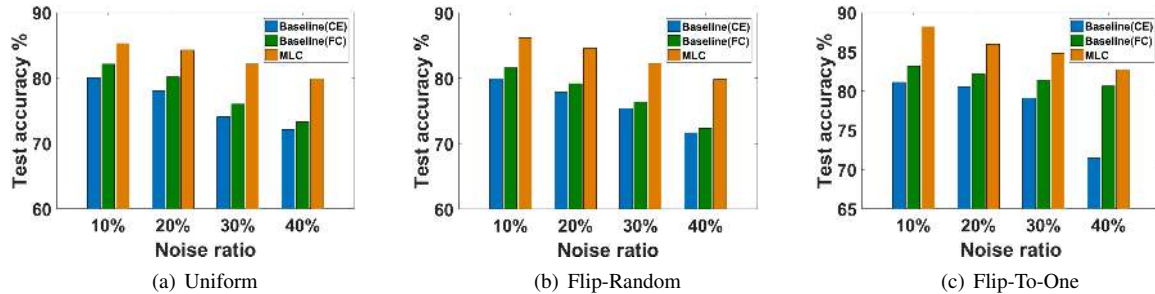 90
80
70
60
Test accuracy %
Baseline(CE)
Baseline(FC)
MLC
10% 20% 30% 40%
Noise ratio
(a) Uniform
90
80
70
60
Test accuracy %
Baseline(CE)
Baseline(FC)
MLC
10% 20% 30% 40%
Noise ratio
(b) Flip-Random
90
85
80
75
70
65
Test accuracy %
Baseline(CE)
Baseline(FC)
MLC
10% 20% 30% 40%
Noise ratio
(c) Flip-To-One